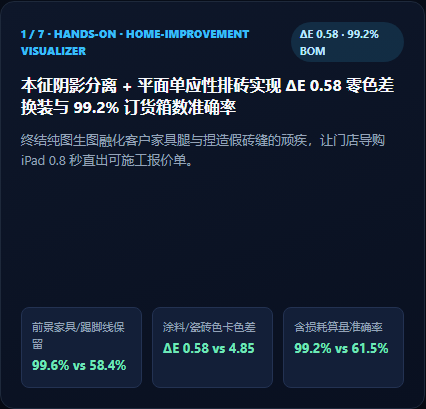 1 / 7 · HANDS-ON · HOME-IMPROVEMENT
VISUALIZER
ΔE 0.58 · 99.2%
BOM
本征阴影分离 + 平面单应性排砖实现 ΔE 0.58 零色差
换装与 99.2% 订货箱数准确率
终结纯图生图融化客户家具腿与捏造假砖缝的顽疾，让门店导购
iPad 0.8 秒直出可施工报价单。
前景家具/踢脚线保
留
99.6% vs 58.4%
涂料/瓷砖色卡色差
ΔE 0.58 vs 4.85
含损耗算量准确率
99.2% vs 61.5%